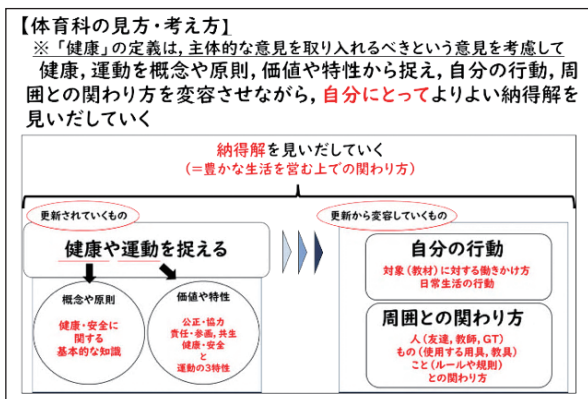 【体育科の見方・考え方】
※「健康」の定義は,主体的な意見を取り入れるべきという意見を考慮して
健康,運動を概念や原則,価値や特性から捉え,自分の行動,周
囲との関わり方を変容させながら,自分にとってよりよい納得解を
見いだしていく
納得解を見いだしていく
(=豊かな生活を営む上での関わり方)
更新されていくもの
健康や運動を捉える
概念や原則
健康・安全に
関する
基本的な知識
価値や特性
公正・協力
責任・参画,共生
健康・安全
と
運動の3特性
更新から変容していくもの
自分の行動
対象(教材)に対する働きかけ方
日常生活の行動
周囲との関わり方
人(友達,教師,GT)
もの(使用する用具,教具)
こと(ルールや規則)
との関わり方